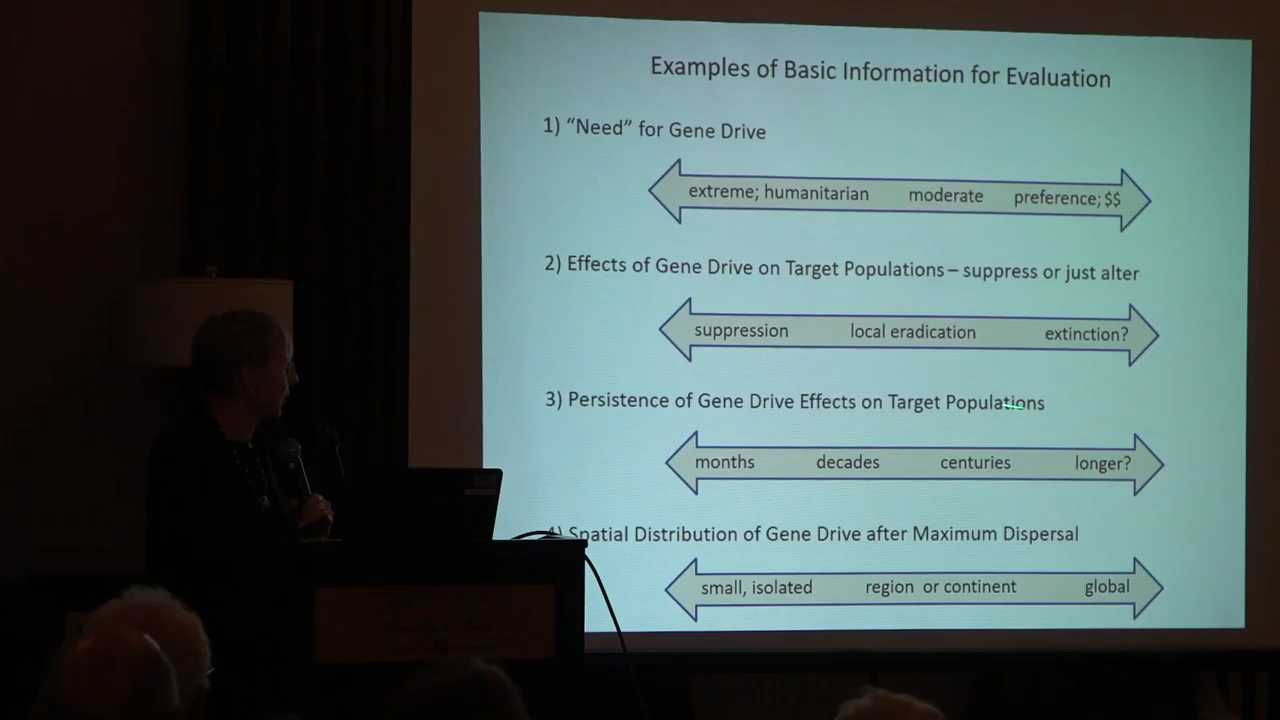 Examples of Basic Information for Evaluation
1) “Need” for Gene Drive
extreme; humanitarian moderate preference; $$
2) Effects of Gene Drive on Target Populations – suppress or just alter
suppression local eradication extinction?
3) Persistence of Gene Drive Effects on Target Populations
months decades centuries longer?
4) Spatial Distribution of Gene Drive after Maximum Dispersal
small, isolated region or continent global